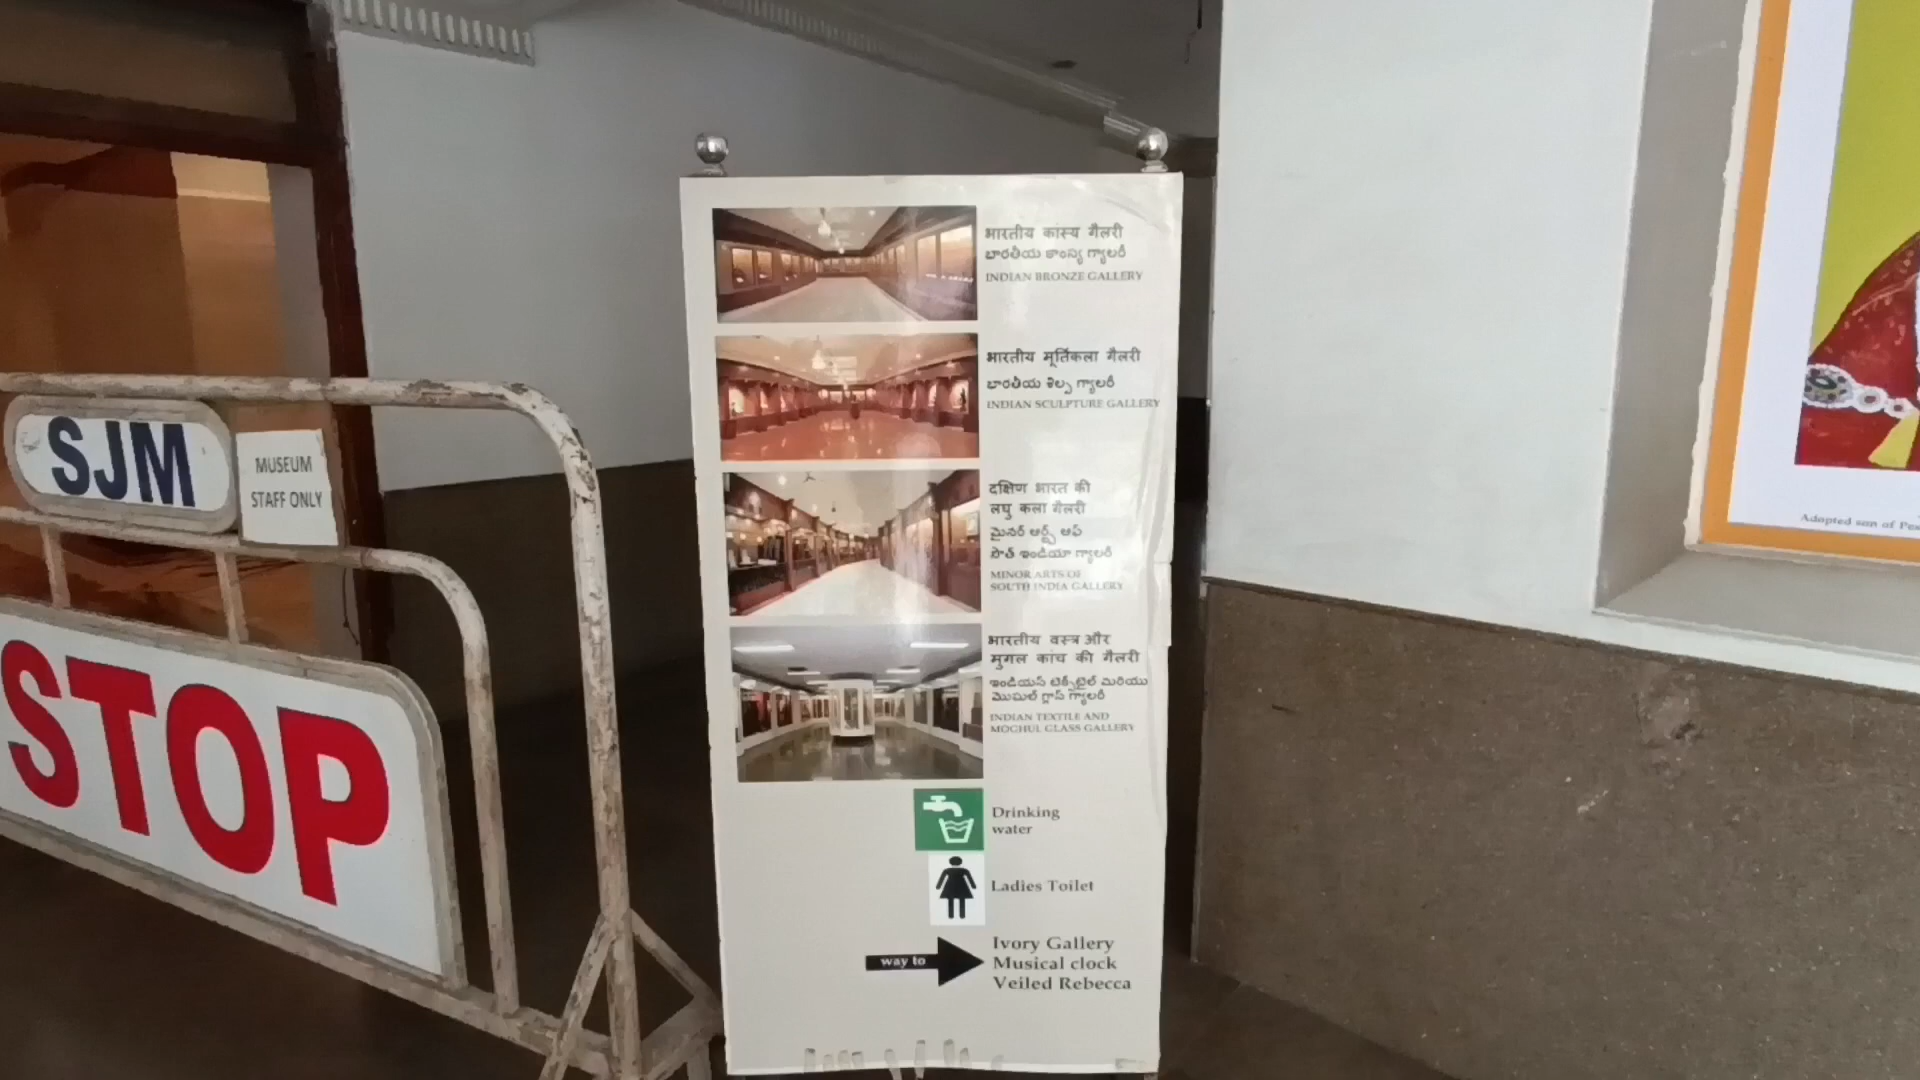 SJM
MUSEUM
STAFF ONLY
STOP
भारतीय कांस्य गैलरी
భారతీయ కాంస్య గ్యాలరీ
INDIAN BRONZE GALLERY
भारतीय मूर्तिकला गैलरी
భారతీయ శిల్ప గ్యాలరీ
INDIAN SCULPTURE GALLERY
दक्षिण भारत की
लघु कला गैलरी
మైనర్ ఆర్ట్స్ ఆఫ్
సౌత్ ఇండియా గ్యాలరీ
MINOR ARTS OF
SOUTH INDIA GALLERY
भारतीय वस्त्र और
मुगल कांच की गैलरी
ఇండియన్ టెక్స్‌టైల్ మరియు
మొఘల్ గ్లాస్ గ్యాలరీ
INDIAN TEXTILE AND
MOGHUL GLASS GALLERY
Drinking
water
Ladies Toilet
way to
Ivory Gallery
Musical clock
Veiled Rebecca
Adopted son of